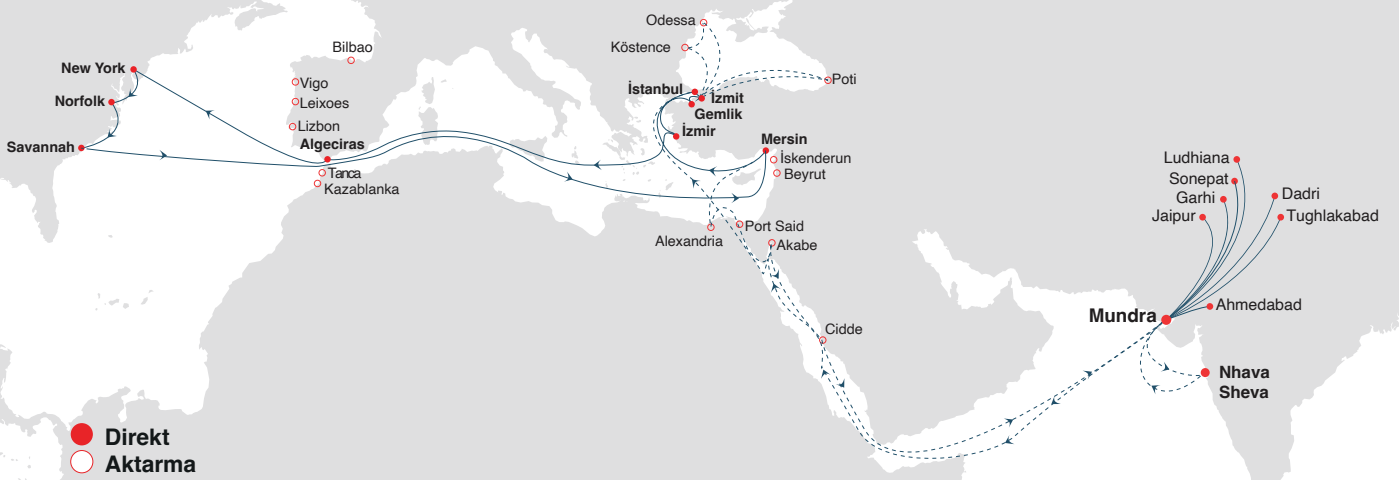 Odessa
Köstence
Bilbao
New York
Vigo
Poti
İstanbul
Izmit
Norfolk
Leixoes
Gemlik
Lizbon
İzmir
Savannah
Algeciras
Mersin
İskenderun
Tanca
Beyrut
Kazablanka
Ludhiana
Sonepat
Garhi
Dadri
Jaipur
Tughlakabad
Port Said
Alexandria
Akabe
Ahmedabad
Mundra
Cidde
Nhava
Sheva
Direkt
Aktarma